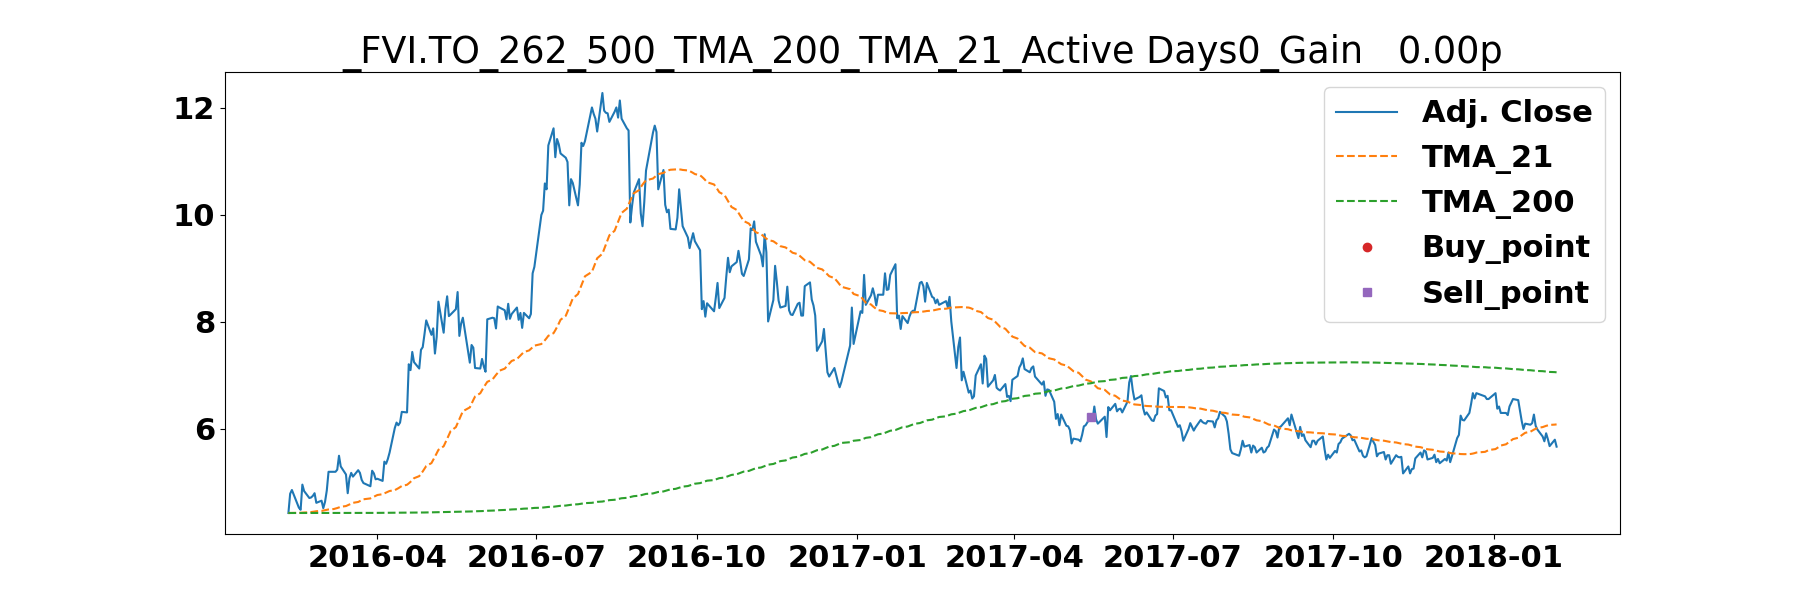 _FVI.TO_262_500_TMA_200_TMA_21_Active Days0_Gain   0.00p
12
10
8
6
Adj. Close
TMA_21
TMA_200
Buy_point
Sell_point
2016-04 2016-07 2016-10 2017-01 2017-04 2017-07 2017-10 2018-01